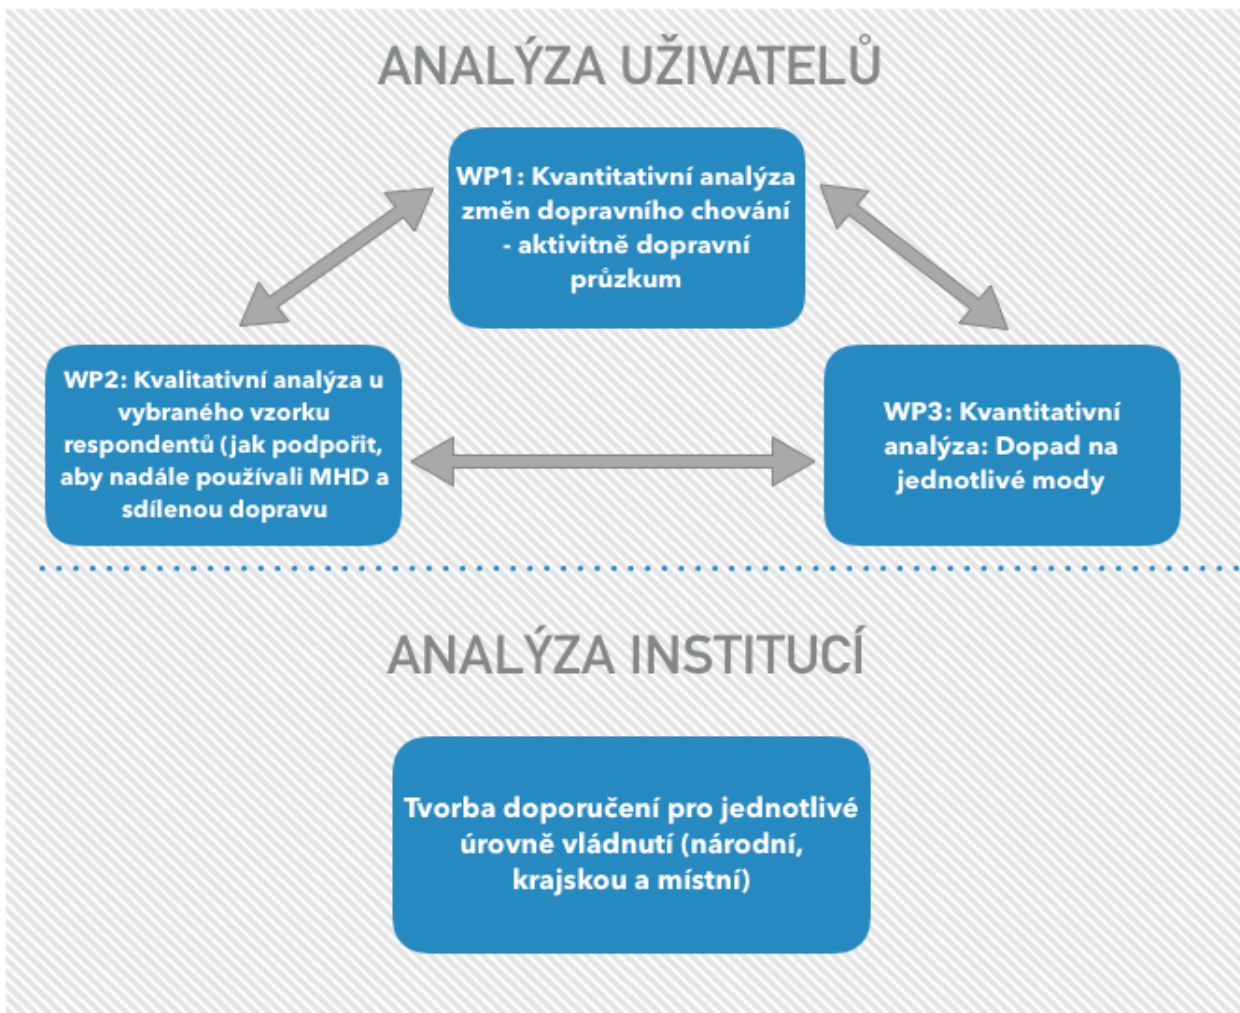 ANALÝZA UŽIVATELŮ
WP1: Kvantitativní analýza
změn dopravního chování
- aktivitně dopravní
průzkum
WP2: Kvalitativní analýza u
vybraného vzorku
respondentů (jak podpořit,
aby nadále používali MHD a
sdílenou dopravu
WP3: Kvantitativní
analýza: Dopad na
jednotlivé mody
ANALÝZA INSTITUCÍ
Tvorba doporučení pro jednotlivé
úrovně vládnutí (národní,
krajskou a místní)